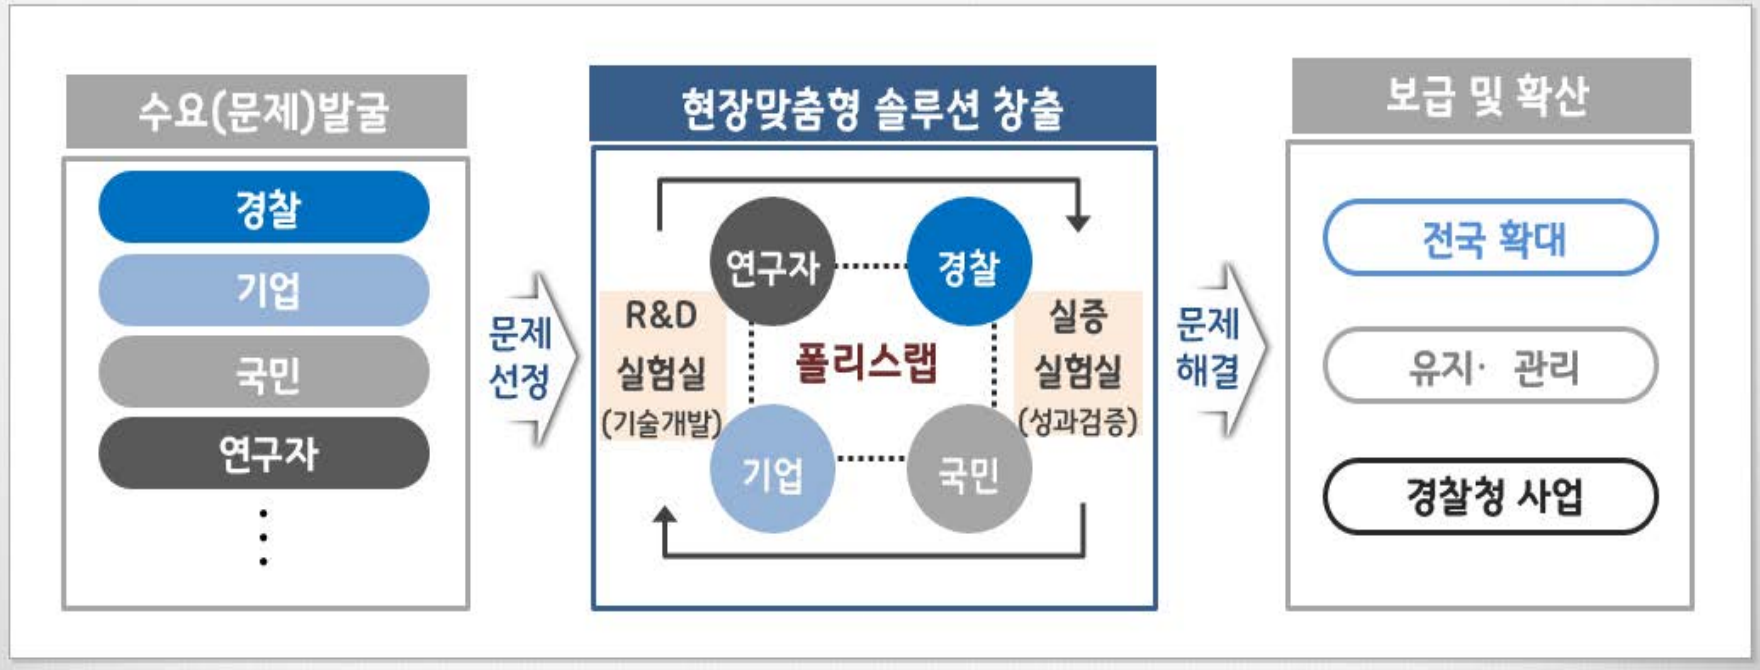 수요(문제)발굴
경찰
기업
국민
연구자
문제
선정
현장맞춤형 솔루션 창출
연구자
경찰
R&D
실험실
(기술개발)
폴리스랩
실증
실험실
(성과검증)
기업
국민
문제
해결
보급 및 확산
전국 확대
유지· 관리
경찰청 사업